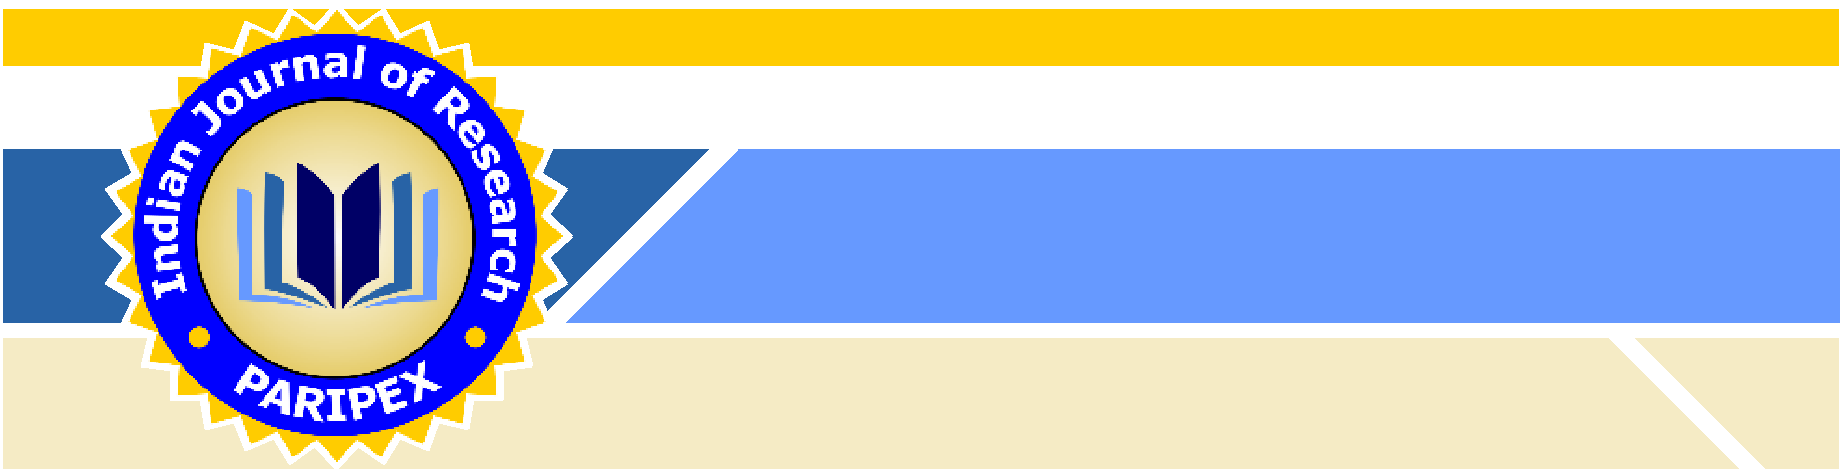 Indian Journal of Research
PARIPEX